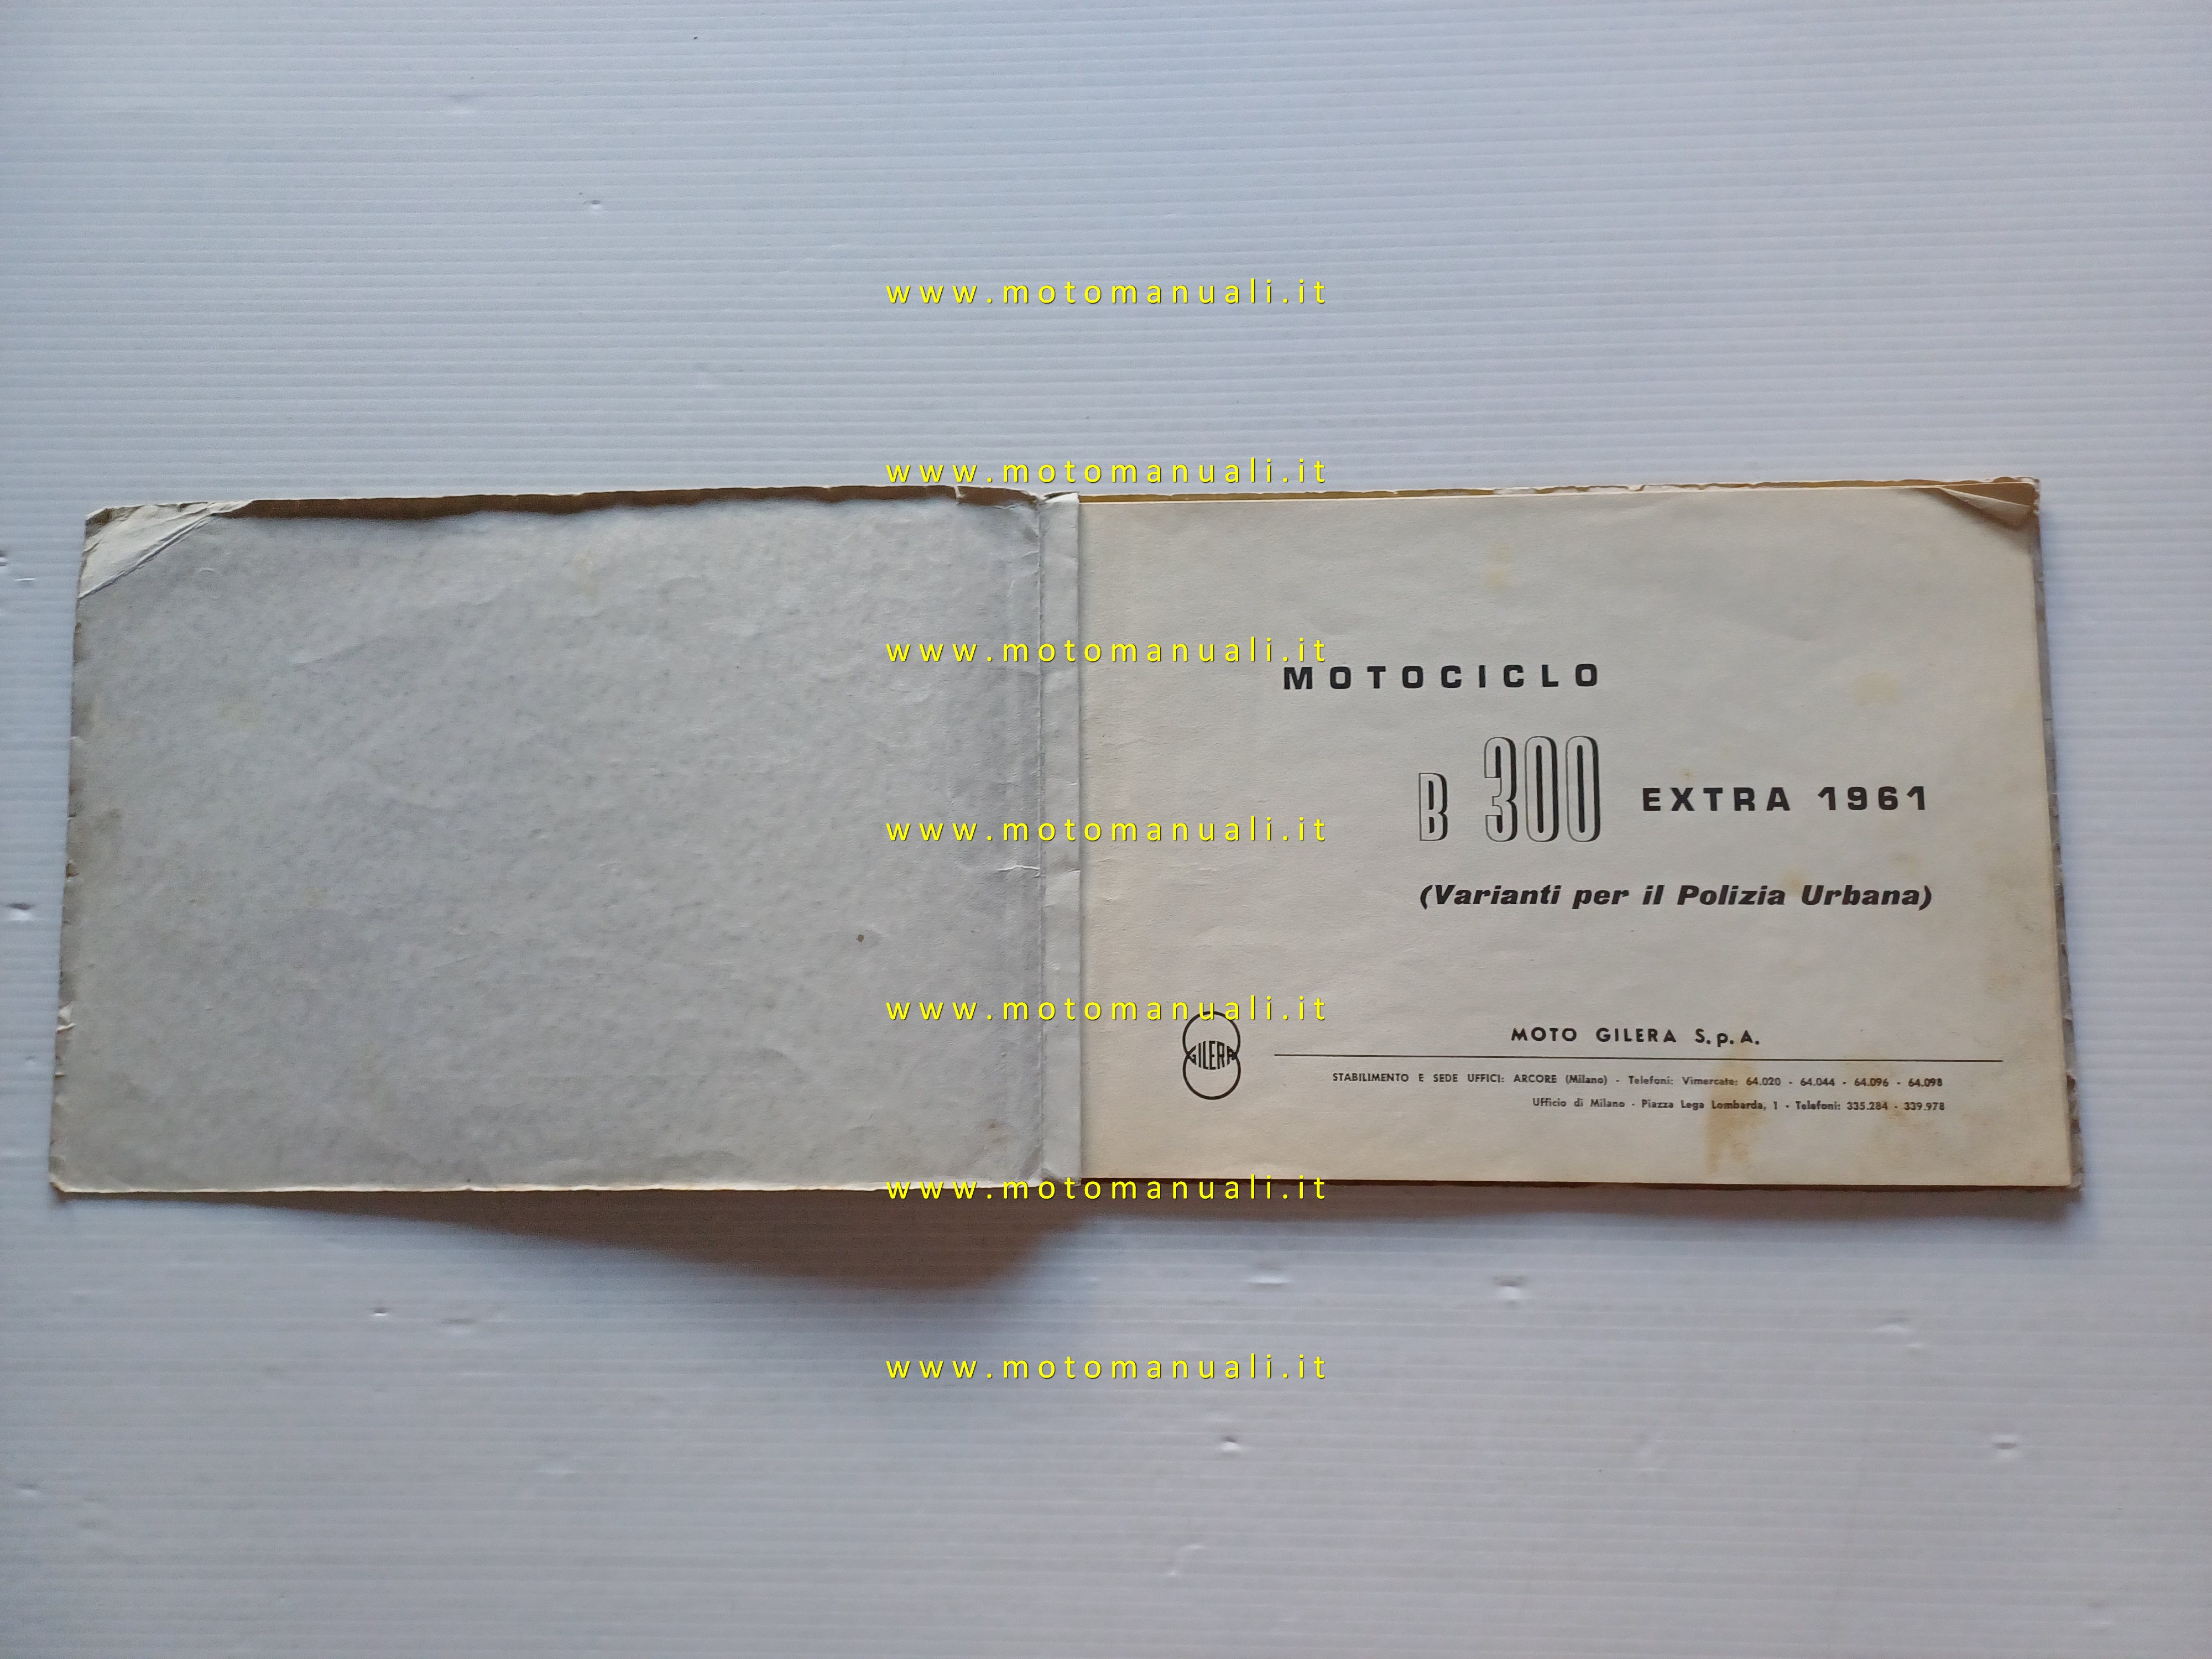 www.motomanuali.it
www.motomanuali.it
www.motomanuali.it
MOTOCICLO
B 300 EXTRA 1961
www.motomanuali.it
(Varianti per il Polizia Urbana)
www.motomanuali.it
GILERA
MOTO GILERA S.p.A.
STABILIMENTO E SEDE UFFICI: ARCORE (Milano) - Telefoni: Vimercate: 64.020 - 64.044 - 64.096 - 64.098
Ufficio di Milano - Piazza Lega Lombarda, 1 - Telefoni: 335.284 - 339.978
www.motomanuali.it
www.motomanuali.it